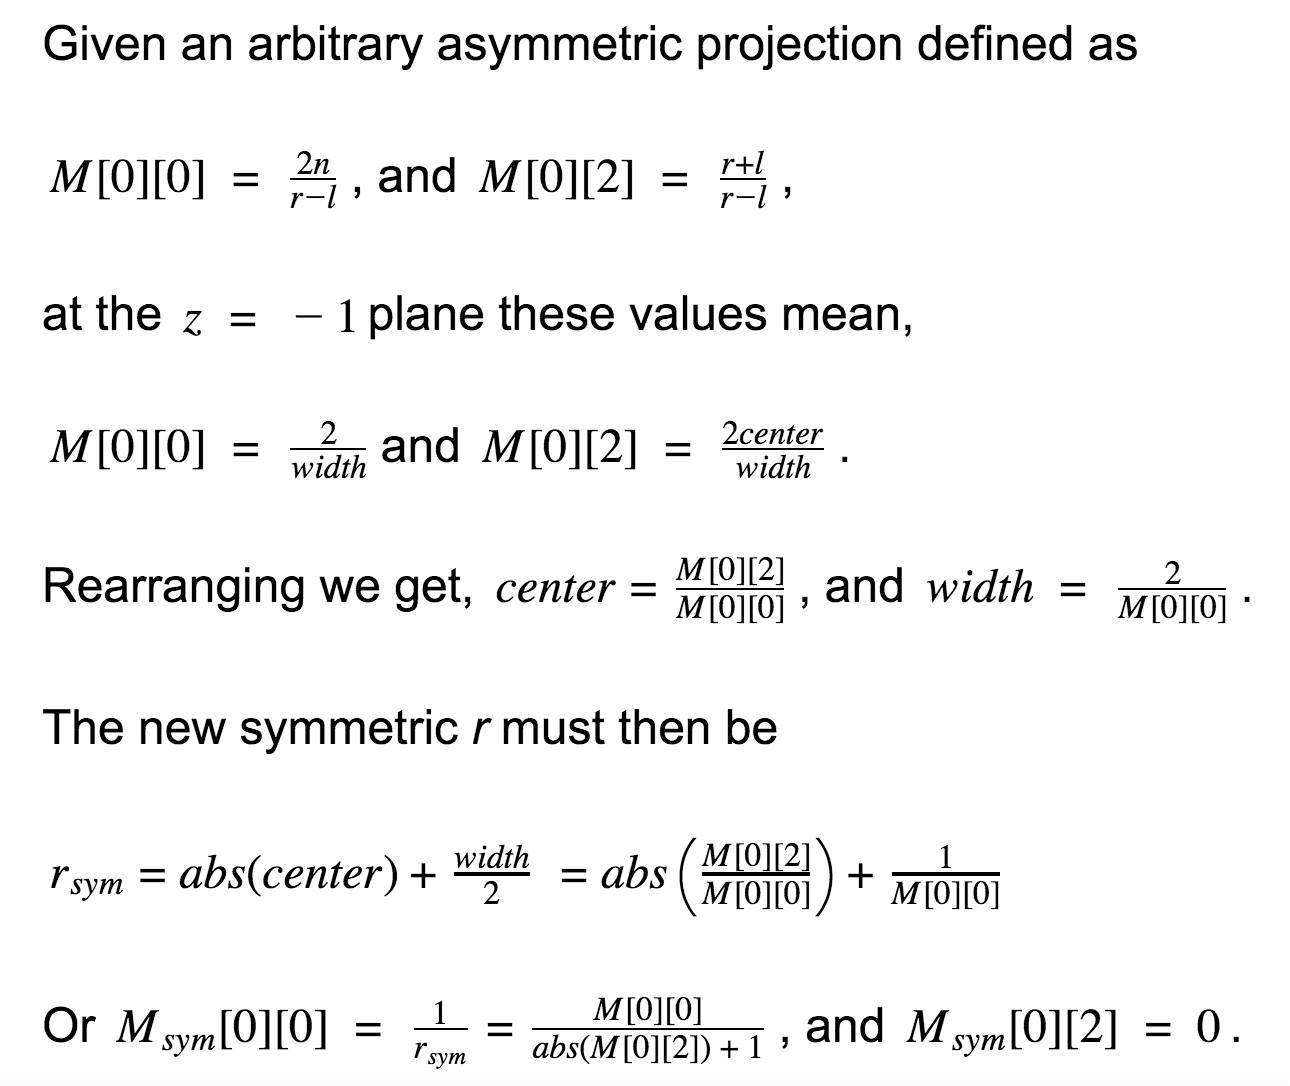 Given an arbitrary asymmetric projection defined as
M[0][0] = \frac{2n}{r-l} , and M[0][2] = \frac{r+l}{r-l} ,
at the z = -1 plane these values mean,
M[0][0] = \frac{2}{width} and M[0][2] = \frac{2center}{width} .
Rearranging we get, center = \frac{M[0][2]}{M[0][0]} , and width = \frac{2}{M[0][0]} .
The new symmetric r must then be
r_{sym} = abs(center) + \frac{width}{2} = abs\left(\frac{M[0][2]}{M[0][0]}\right) + \frac{1}{M[0][0]}
Or M_{sym}[0][0] = \frac{1}{r_{sym}} = \frac{M[0][0]}{abs(M[0][2]) + 1} , and M_{sym}[0][2] = 0 .